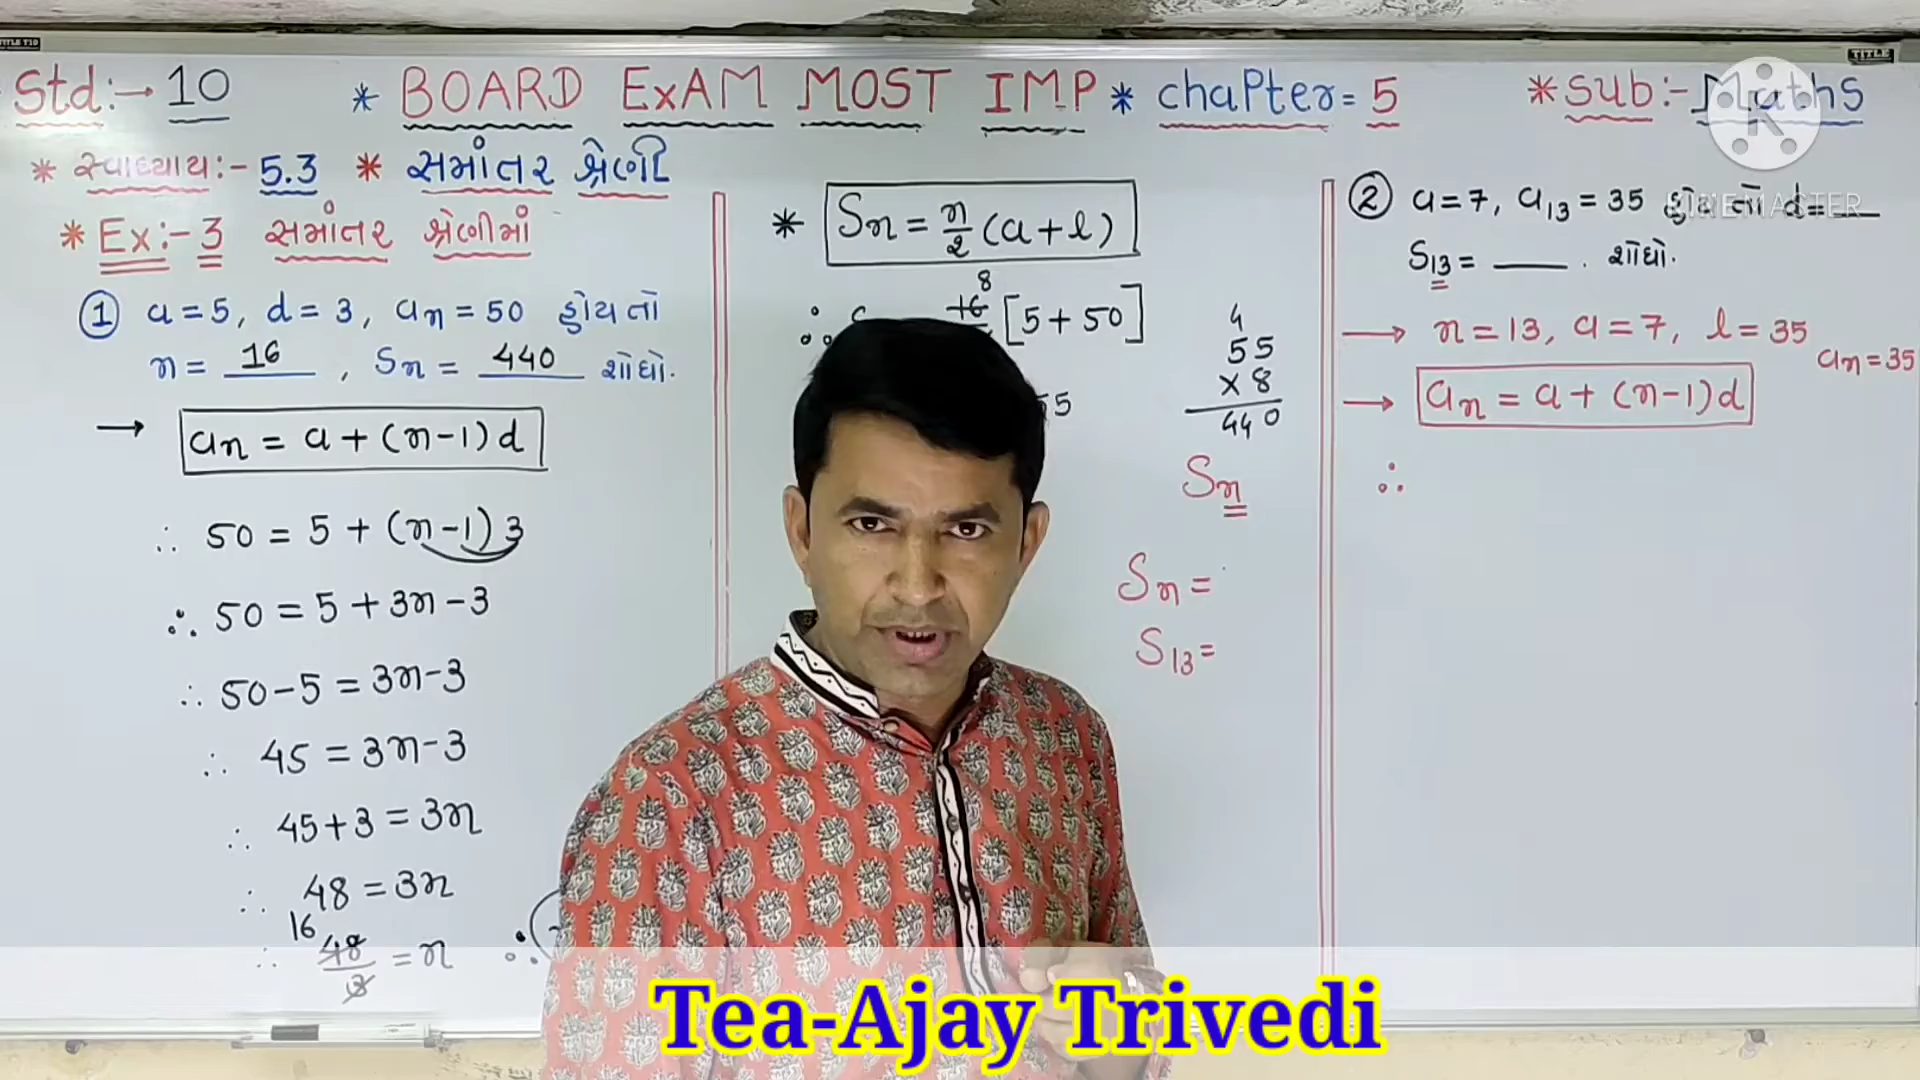 Std:- 10 * BOARD ExAM MOST IMP * chapter = 5 * Sub:- Maths
* સ્વાધ્યાય:- 5.3 * સમાંતર શ્રેણી
* Ex:- 3 સમાંતર શ્રેણીમાં
① a = 5, d = 3, an = 50 હોય તો
n = 16 , Sn = 440 શોધો.
→ an = a + (n-1) d
∴ 50 = 5 + (n-1) 3
∴ 50 = 5 + 3n - 3
∴ 50 - 5 = 3n - 3
∴ 45 = 3n - 3
∴ 45 + 3 = 3n
∴ 48 = 3n
16
∴ 48/3 = n ∴
* Sn = n/2 (a + l)
8
∴ 16 [5 + 50]
5
4
55
× 8
440
Sn
Sn =
S13 =
② a = 7, a13 = 35 હોય તો d = __
S13 = ____ . શોધો.
→ n = 13, a = 7, l = 35
an = 35
→ an = a + (n-1) d
∴
KINEMASTER
K
TITLE
Tea-Ajay Trivedi